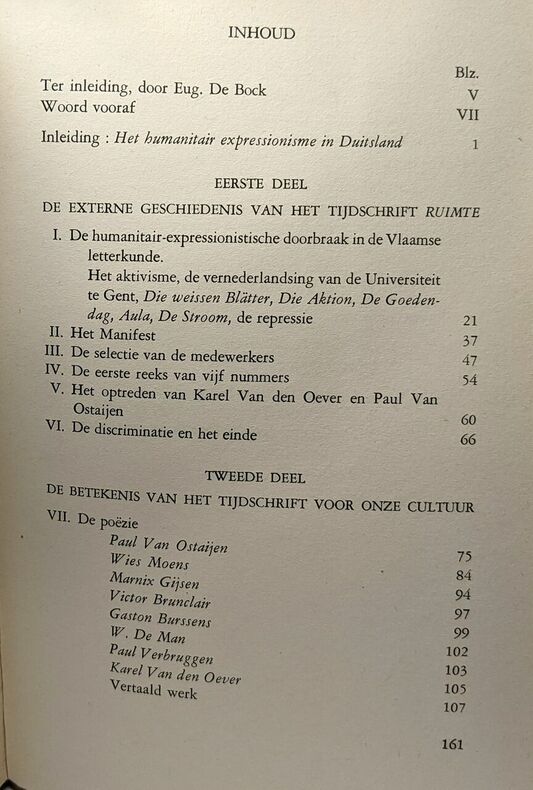 INHOUD
Blz.
Ter inleiding, door Eug. De Bock V
Woord vooraf VII
Inleiding : Het humanitair expressionisme in Duitsland 1
EERSTE DEEL
DE EXTERNE GESCHIEDENIS VAN HET TIJDSCHRIFT RUIMTE
I. De humanitair-expressionistische doorbraak in de Vlaamse
letterkunde.
Het aktivisme, de vernederlandsing van de Universiteit
te Gent, Die weissen Blätter, Die Aktion, De Goeden-
dag, Aula, De Stroom, de repressie 21
II. Het Manifest 37
III. De selectie van de medewerkers 47
IV. De eerste reeks van vijf nummers 54
V. Het optreden van Karel Van den Oever en Paul Van
Ostaijen 60
VI. De discriminatie en het einde 66
TWEEDE DEEL
DE BETEKENIS VAN HET TIJDSCHRIFT VOOR ONZE CULTUUR
VII. De poëzie
Paul Van Ostaijen 75
Wies Moens 84
Marnix Gijsen 94
Victor Brunclair 97
Gaston Burssens 99
W. De Man 102
Paul Verbruggen 103
Karel Van den Oever 105
Vertaald werk 107
161